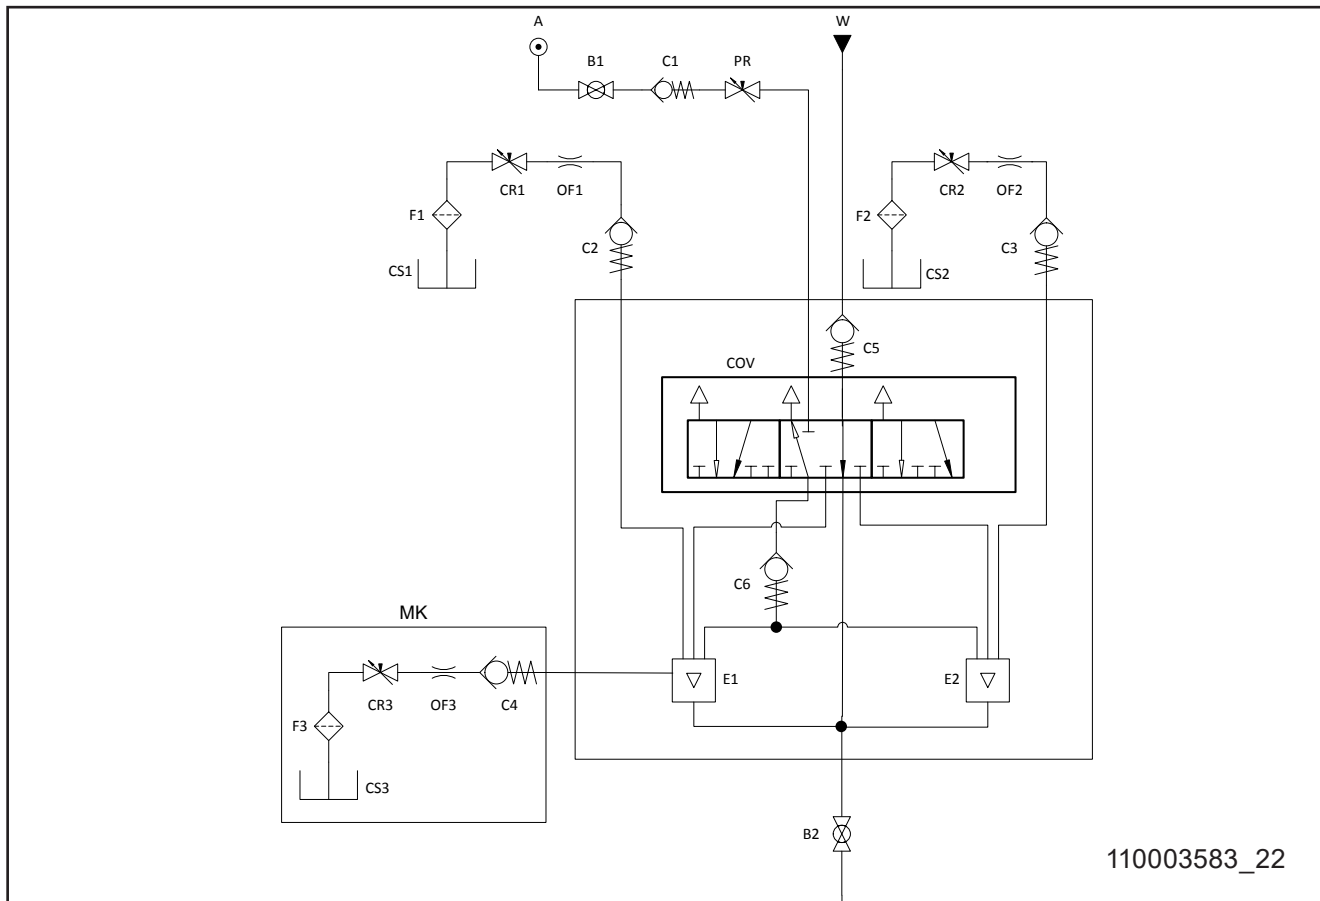 A W
B1 C1 PR
CR1 OF1 CR2 OF2
F1 F2
C2 C3
CS1 CS2
C5
COV
C6
MK
E1 E2
CR3 OF3 C4
F3
CS3
B2
110003583_22